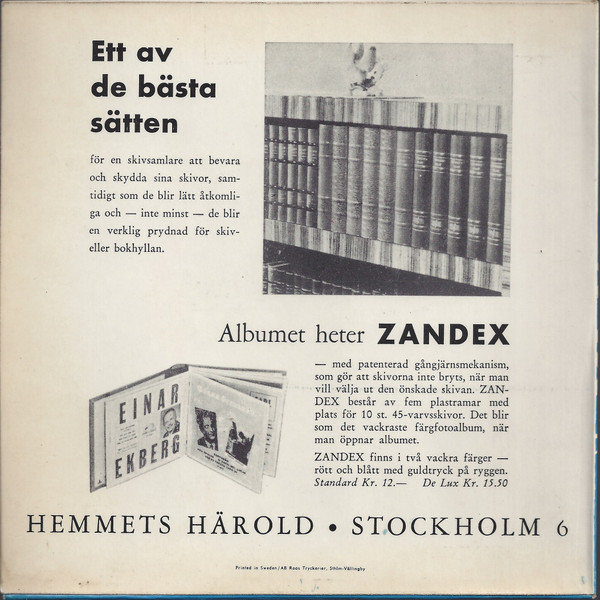 Ett av
de bästa
sätten
för en skivsamlare att bevara
och skydda sina skivor, sam-
tidigt som de blir lätt åtkomli-
ga och — inte minst — de blir
en verklig prydnad för skiv-
eller bokhyllan.
Albumet heter ZANDEX
— med patenterad gångjärnsmekanism,
som gör att skivorna inte bryts, när man
vill välja ut den önskade skivan. ZAN-
DEX består av fem plastramar med
plats för 10 st. 45-varvsskivor. Det blir
som det vackraste färgfotoalbum, när
man öppnar albumet.
ZANDEX finns i två vackra färger —
rött och blått med guldtryck på ryggen.
Standard Kr. 12.— De Lux Kr. 15.50
EINAR
EKBERG
HEMMETS HÄROLD • STOCKHOLM 6
Printed in Sweden/AB Roos Tryckerier, Sthlm-Vällingby